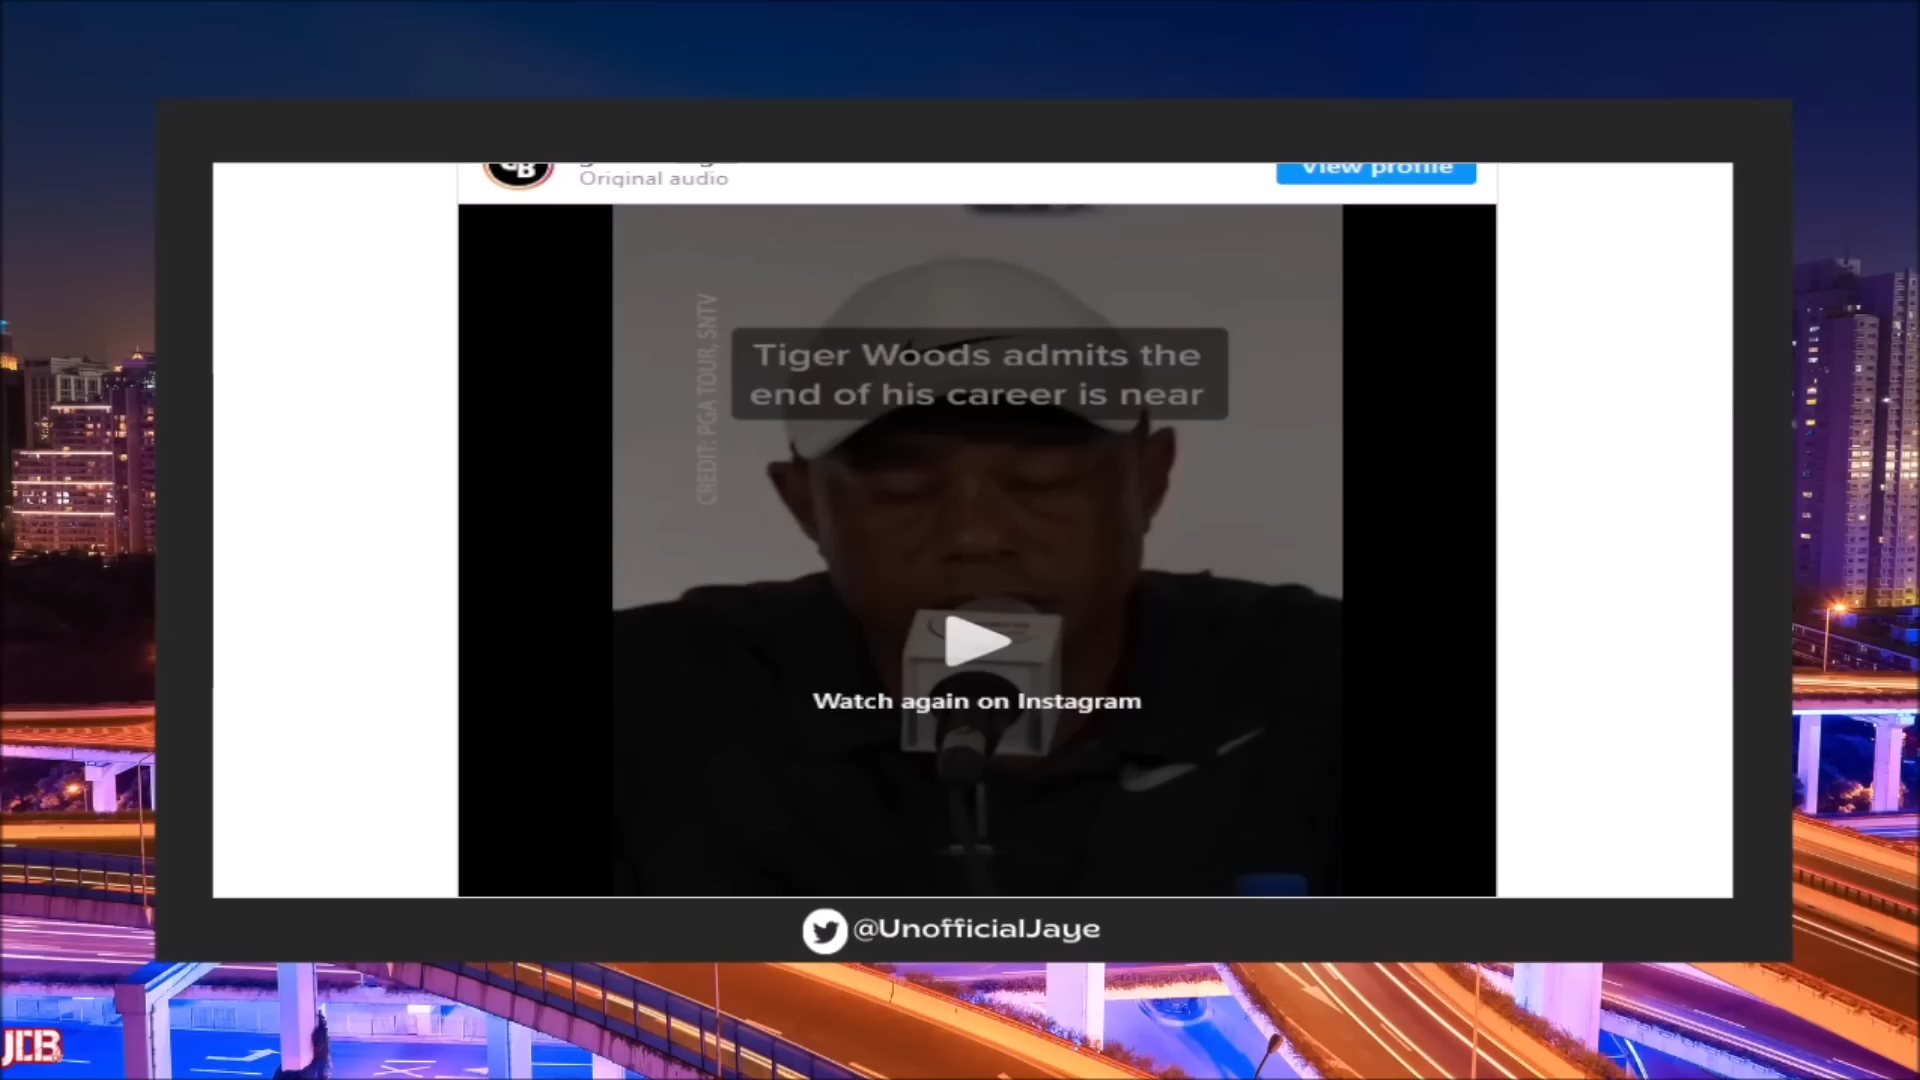 Original audio
View profile
CREDIT: PGA TOUR, SNTV
Tiger Woods admits the
end of his career is near
Watch again on Instagram
@UnofficialJaye
JCB